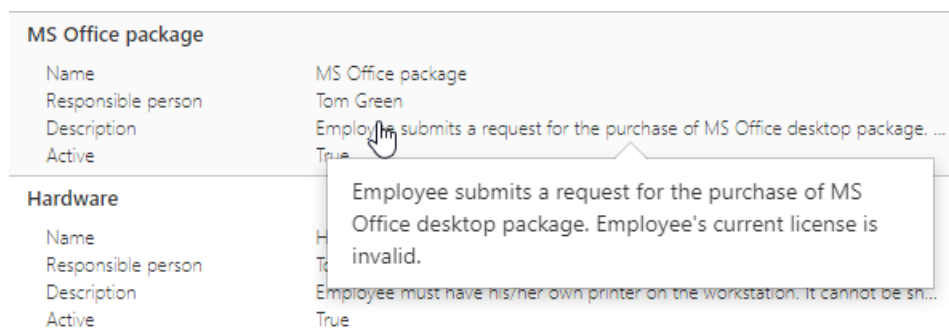 MS Office package
Name MS Office package
Responsible person Tom Green
Description Employee submits a request for the purchase of MS Office desktop package. ...
Active True
Employee submits a request for the purchase of MS
Office desktop package. Employee's current license is
invalid.
Hardware
Name
Responsible person
Description Employee must have his/her own printer on the workstation. It cannot be sh...
Active True